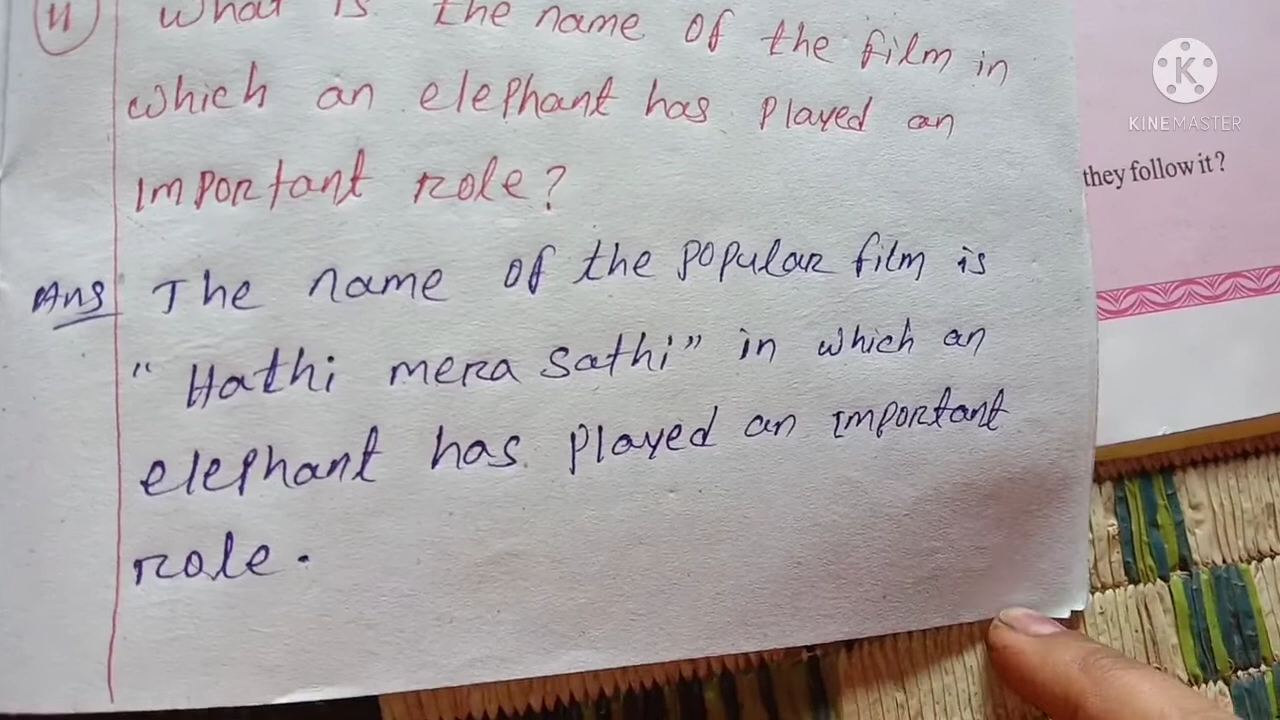 11 What is the name of the film in
which an elephant has played an
important role?
Ans The name of the popular film is
" Hathi mera sathi" in which an
elephant has played an important
role.
KINEMASTER
they follow it?